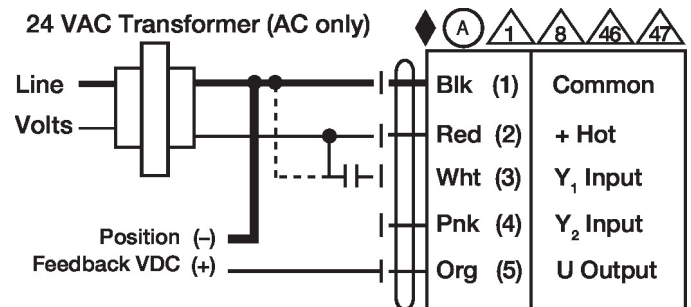 24 VAC Transformer (AC only)
A 1 8 46 47
Line
Volts
Blk (1) Common
Red (2) + Hot
Wht (3) Y₁ Input
Pnk (4) Y₂ Input
Org (5) U Output
Position (–)
Feedback VDC (+)